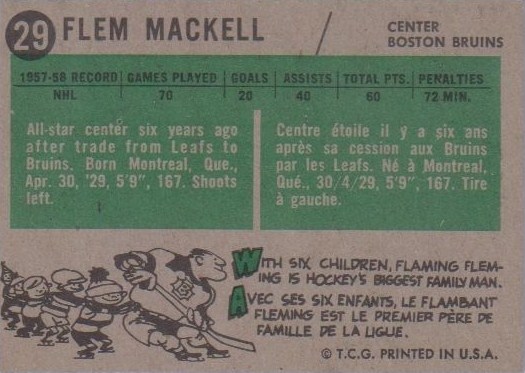 29 FLEM MACKELL
CENTER
BOSTON BRUINS
1957-58 RECORD GAMES PLAYED GOALS ASSISTS TOTAL PTS. PENALTIES
NHL 70 20 40 60 72 MIN.
All-star center six years ago
after trade from Leafs to
Bruins. Born Montreal, Que.,
Apr. 30, '29, 5'9", 167. Shoots
left.
Centre étoile il ý a six ans
après sa cession aux Bruins
par les Leafs. Né à Montreal,
Qué., 30/4/29, 5'9", 167. Tire
à gauche.
WITH SIX CHILDREN, FLAMING FLEM-
ING IS HOCKEY'S BIGGEST FAMILY MAN.
AVEC SES SIX ENFANTS, LE FLAMBANT
FLEMING EST LE PREMIER PÈRE DE
FAMILLE DE LA LIGUE.
© T.C.G. PRINTED IN U.S.A.
B